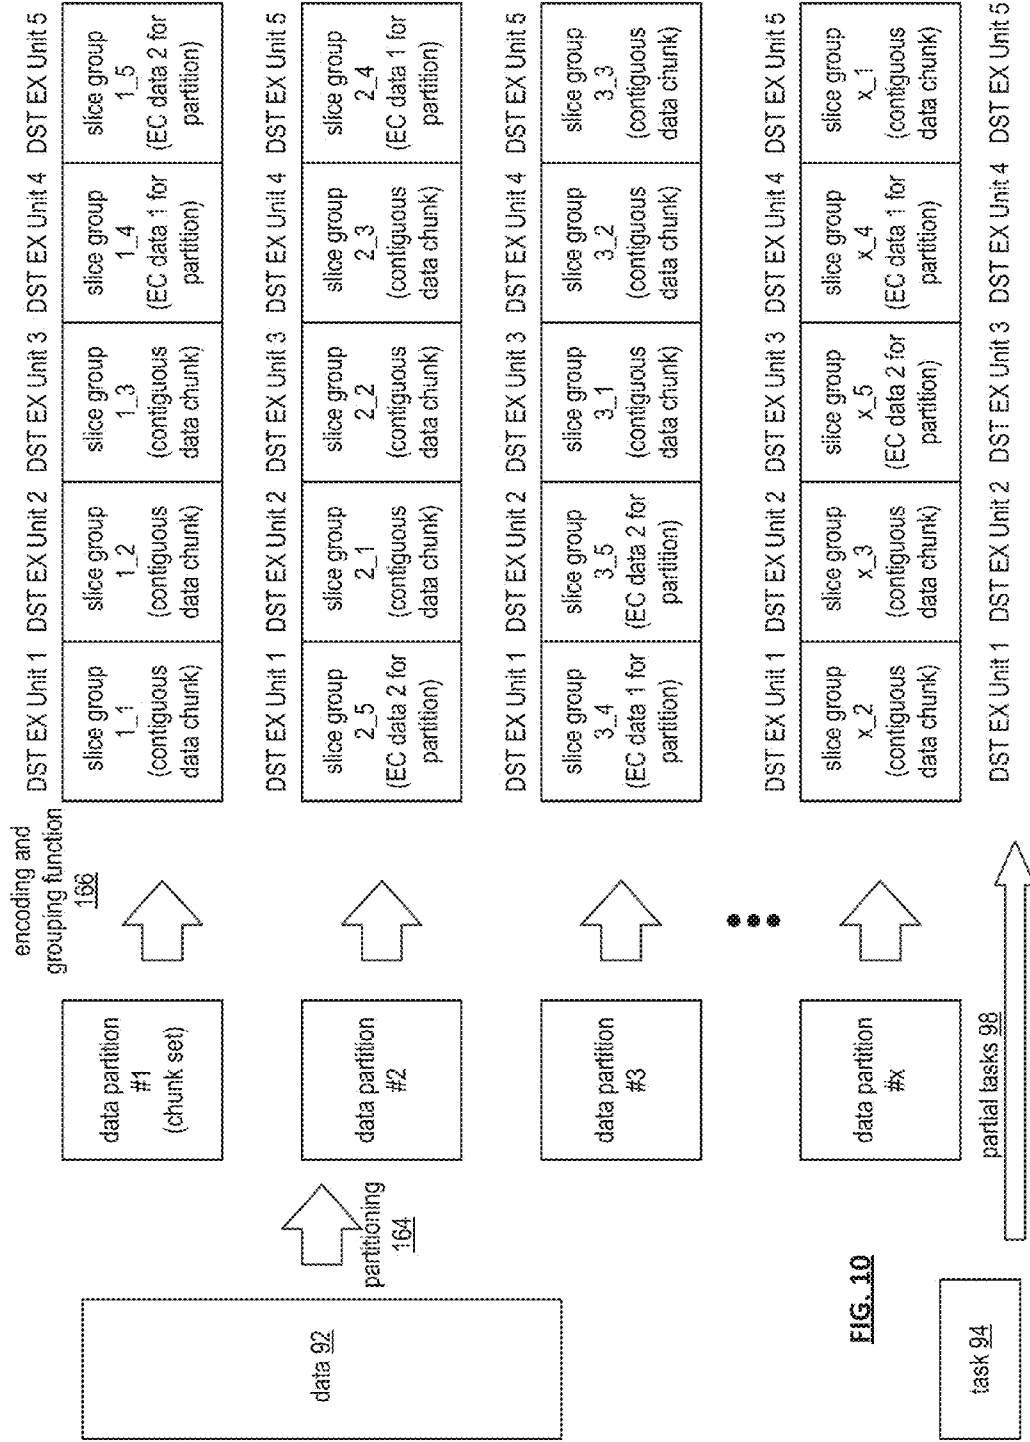 data 92
partitioning
164
data partition
#1
(chunk set)
data partition
#2
data partition
#3
data partition
#x
encoding and
grouping function
166
DST EX Unit 1
DST EX Unit 2
DST EX Unit 3
DST EX Unit 4
DST EX Unit 5
slice group
1_1
(contiguous
data chunk)
slice group
1_2
(contiguous
data chunk)
slice group
1_3
(contiguous
data chunk)
slice group
1_4
(EC data 1 for
partition)
slice group
1_5
(EC data 2 for
partition)
DST EX Unit 1
DST EX Unit 2
DST EX Unit 3
DST EX Unit 4
DST EX Unit 5
slice group
2_5
(EC data 2 for
partition)
slice group
2_1
(contiguous
data chunk)
slice group
2_2
(contiguous
data chunk)
slice group
2_3
(contiguous
data chunk)
slice group
2_4
(EC data 1 for
partition)
DST EX Unit 1
DST EX Unit 2
DST EX Unit 3
DST EX Unit 4
DST EX Unit 5
slice group
3_4
(EC data 1 for
partition)
slice group
3_5
(EC data 2 for
partition)
slice group
3_1
(contiguous
data chunk)
slice group
3_2
(contiguous
data chunk)
slice group
3_3
(contiguous
data chunk)
DST EX Unit 1
DST EX Unit 2
DST EX Unit 3
DST EX Unit 4
DST EX Unit 5
slice group
x_2
(contiguous
data chunk)
slice group
x_3
(contiguous
data chunk)
slice group
x_5
(EC data 2 for
partition)
slice group
x_4
(EC data 1 for
partition)
slice group
x_1
(contiguous
data chunk)
FIG. 10
task 94
partial tasks 98
DST EX Unit 1
DST EX Unit 2
DST EX Unit 3
DST EX Unit 4
DST EX Unit 5